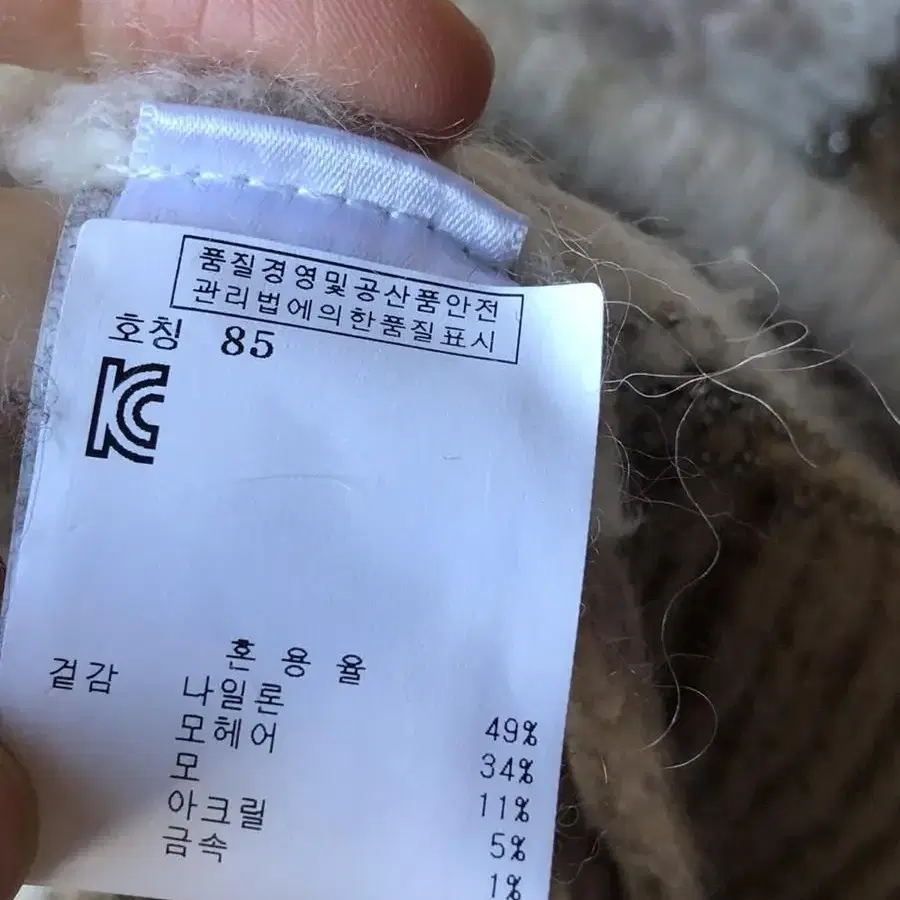 품질경영및공산품안전
관리법에의한품질표시
호칭 85
KC
혼용율
겉감 나일론 49%
모헤어 34%
모 11%
아크릴 5%
금속 1%